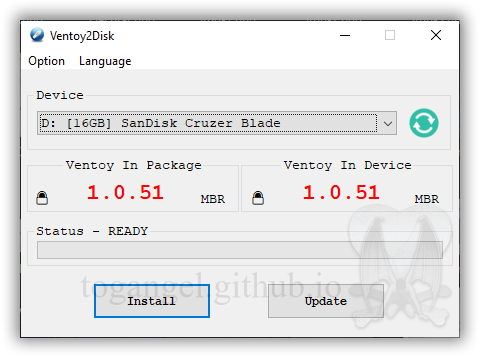 Ventoy2Disk
Option Language
Device
D: [16GB] SanDisk Cruzer Blade
Ventoy In Package Ventoy In Device
1.0.51 MBR 1.0.51 MBR
Status - READY
togangel.github.io
Install Update